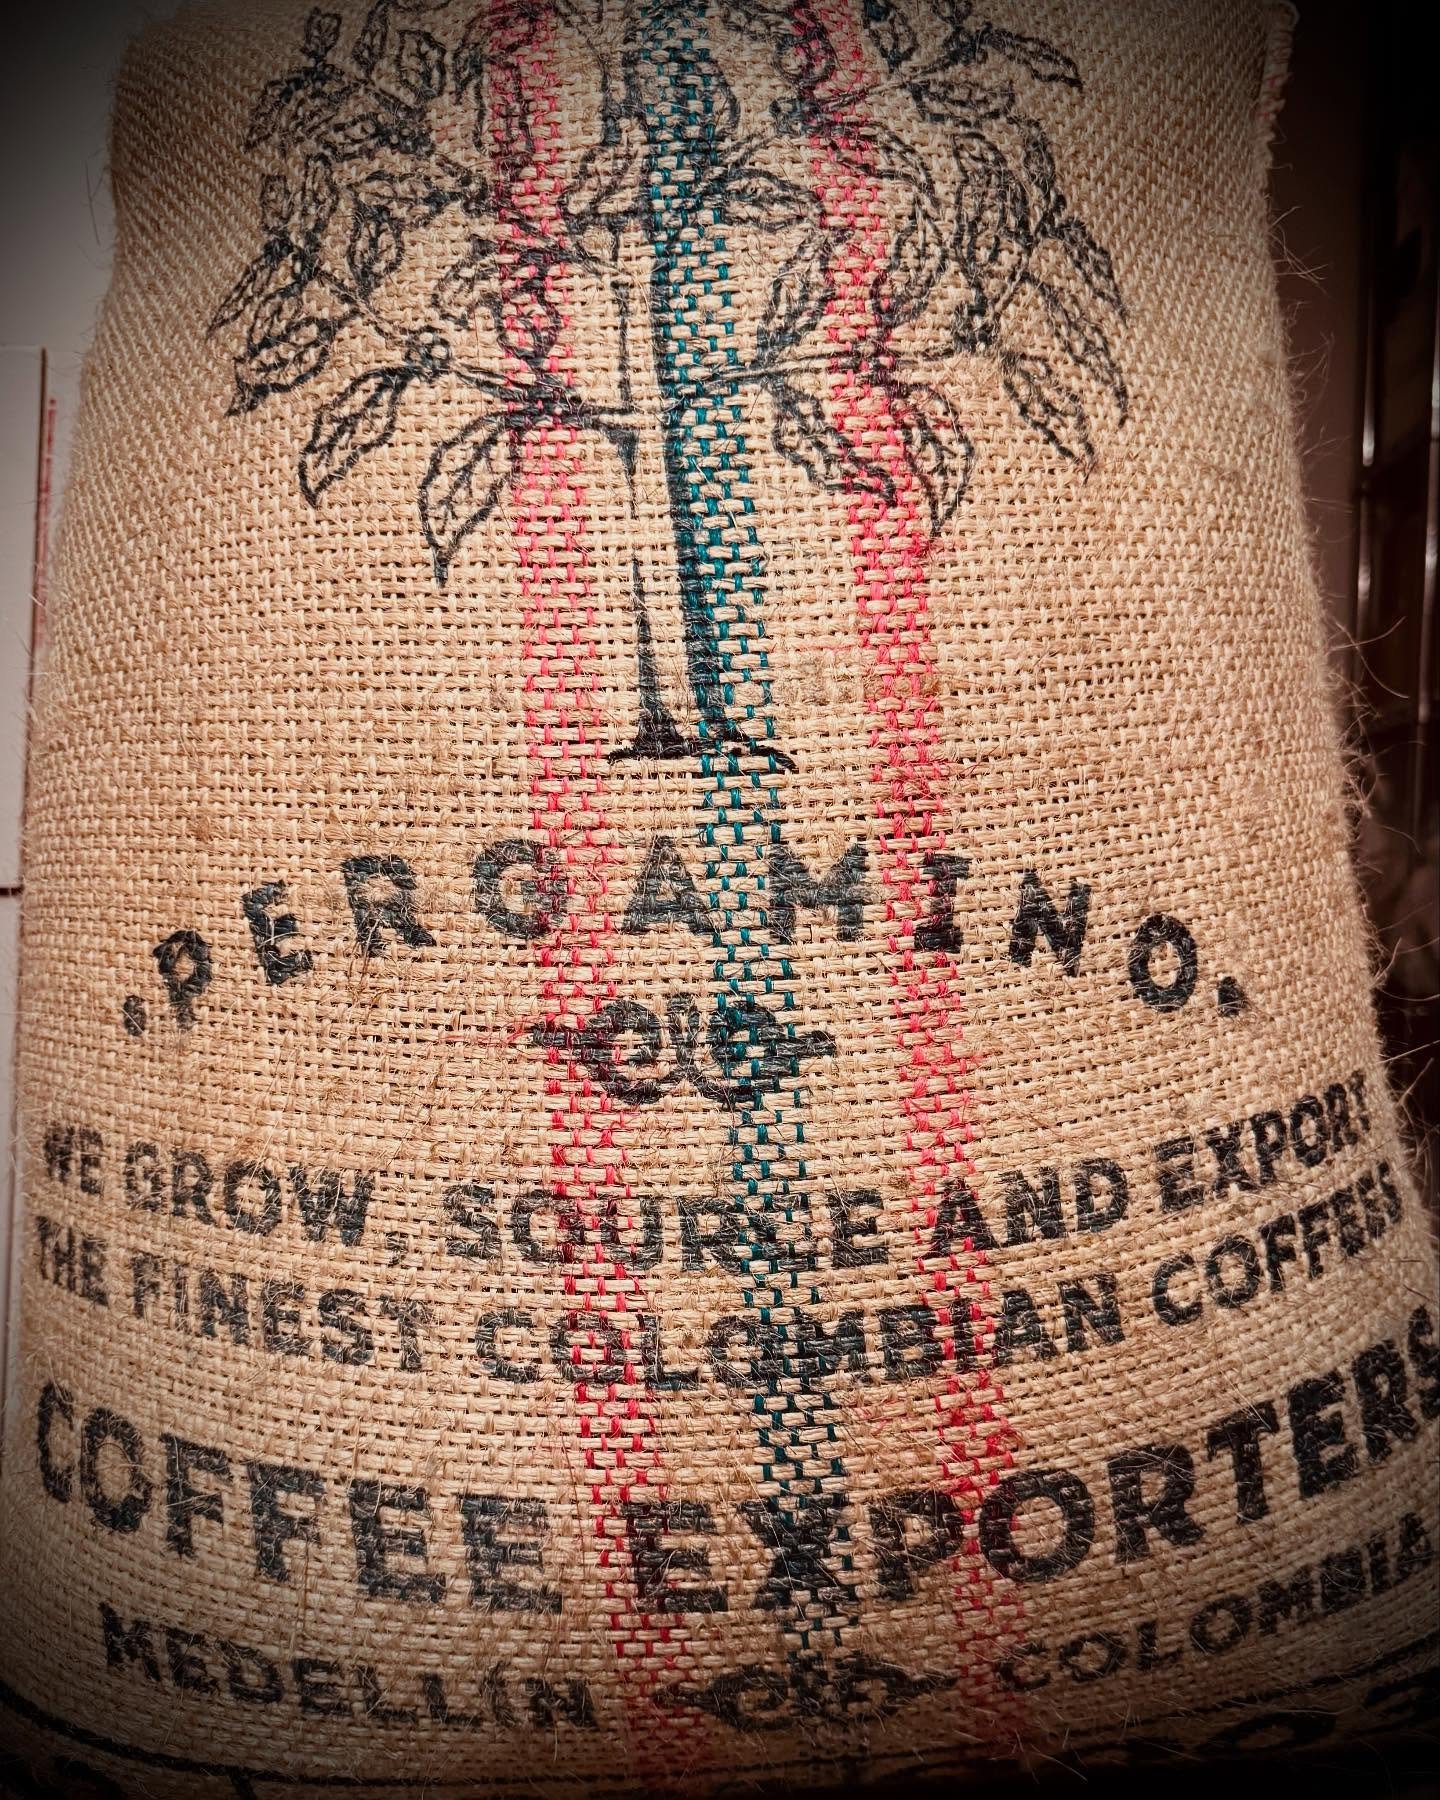 .PERGAMINO.
WE GROW, SOURCE AND EXPORT
THE FINEST COLOMBIAN COFFEES
COFFEE EXPORTERS
MEDELLIN COLOMBIA